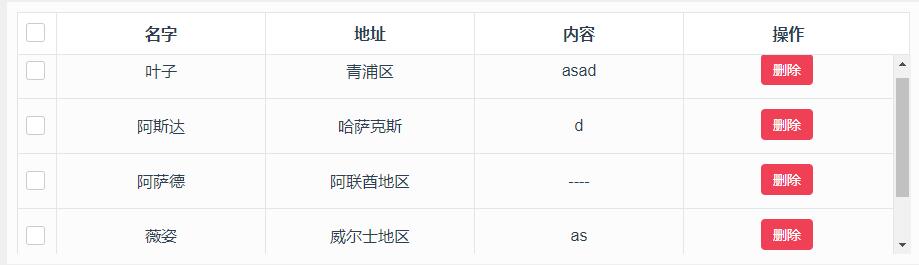 名字 地址 内容 操作
叶子 青浦区 asad 删除
阿斯达 哈萨克斯 d 删除
阿萨德 阿联酋地区 ---- 删除
薇姿 威尔士地区 as 删除